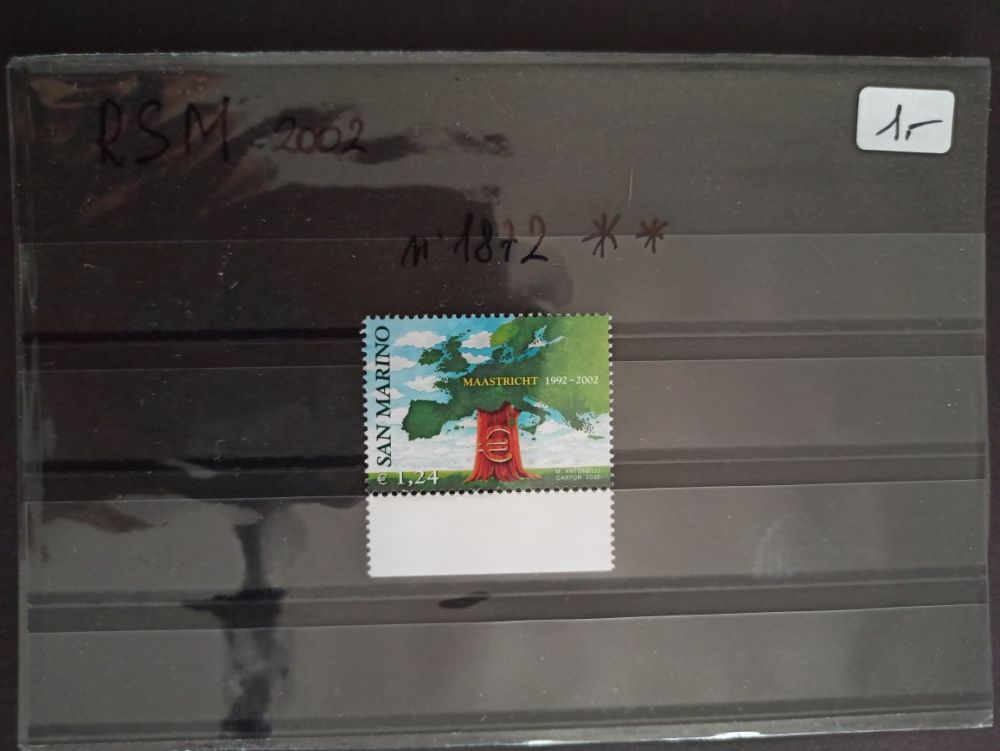 RSM - 2002
1,-
n° 1872 **
SAN MARINO
MAASTRICHT 1992~2002
€
€ 1,24
M. ANTONELLI
CARTOR 2002